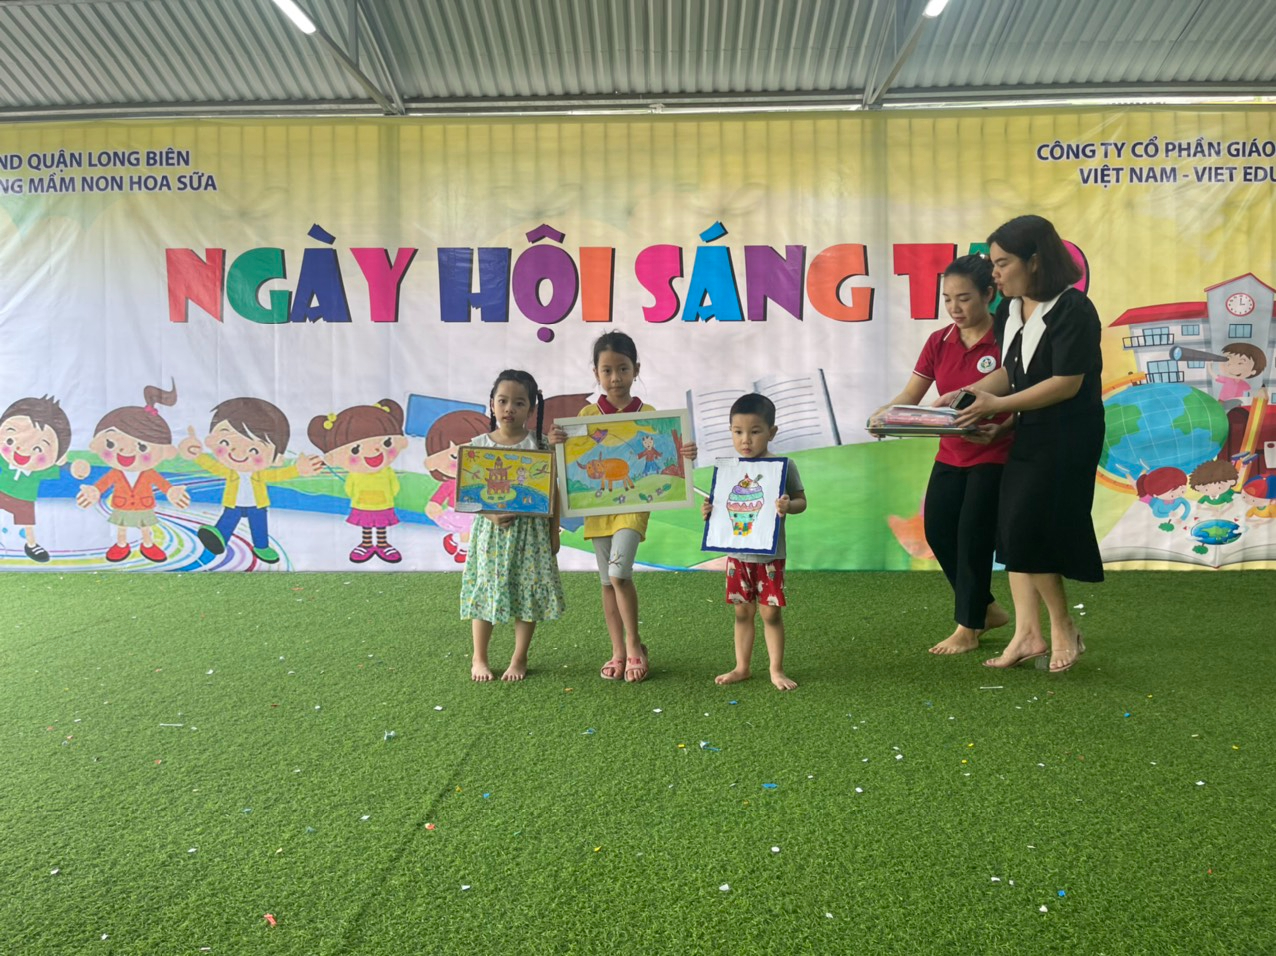 ND QUẬN LONG BIÊN
NG MẦM NON HOA SỮA
CÔNG TY CỔ PHẦN GIÁO
VIỆT NAM - VIET EDU
NGÀY HỘI SÁNG T